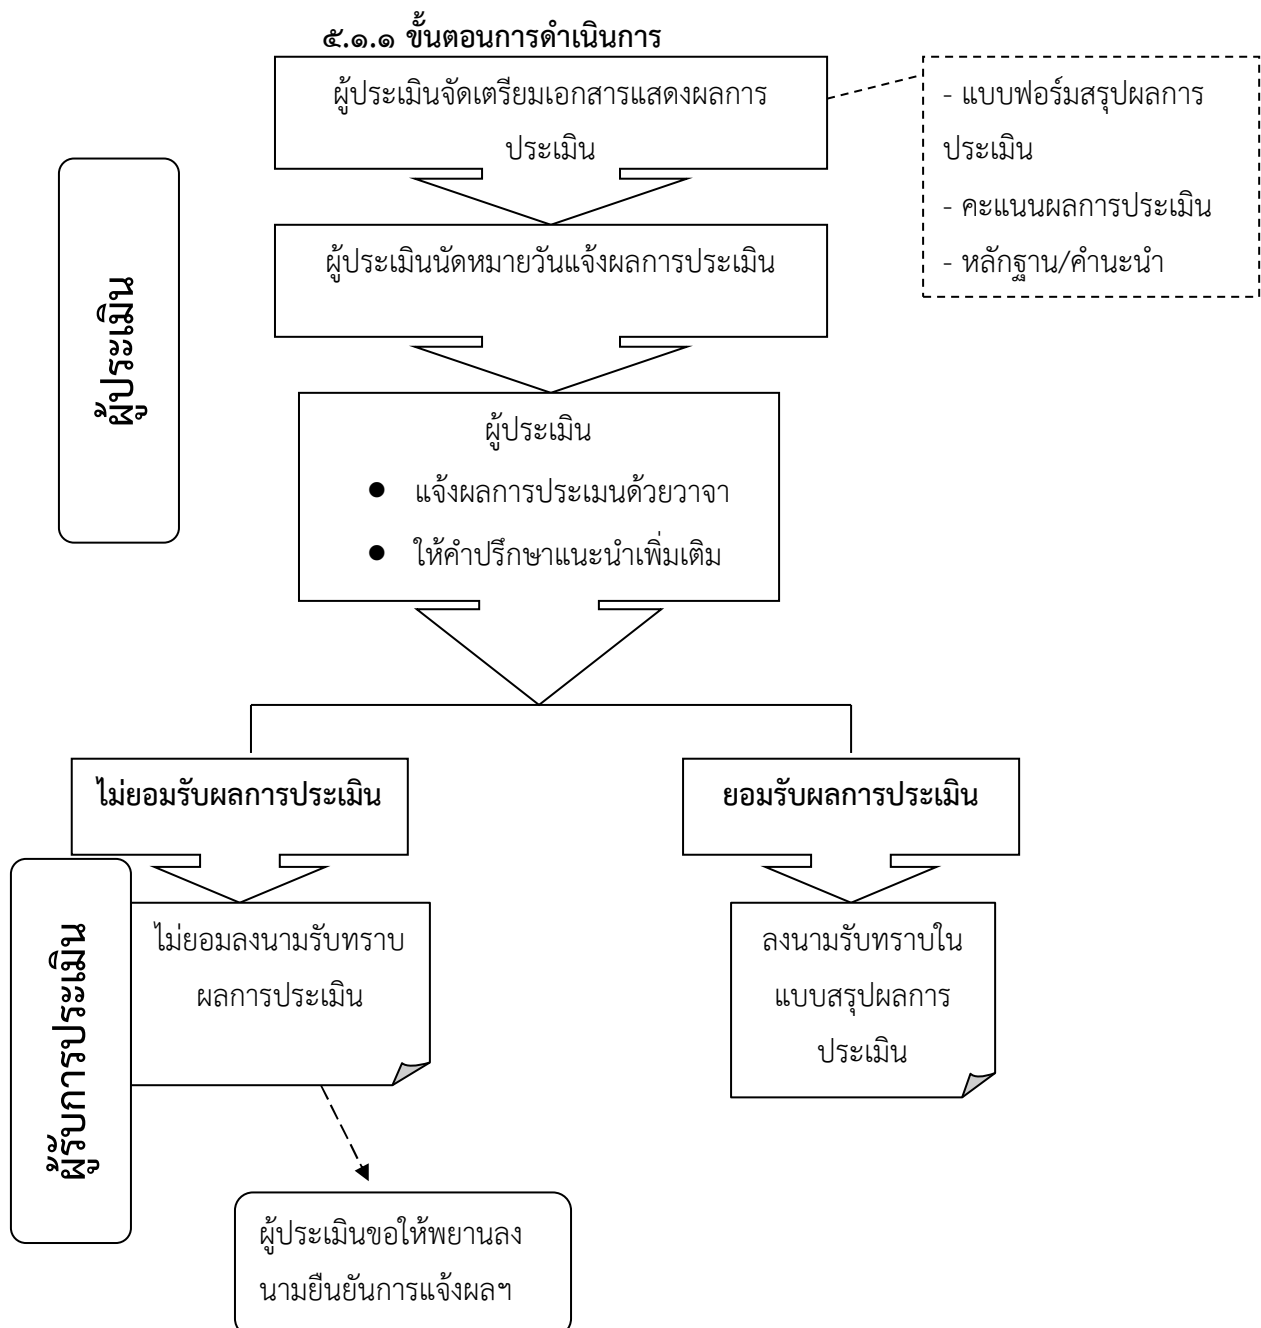 ๕.๑.๑ ขั้นตอนการดำเนินการ
ผู้ประเมินจัดเตรียมเอกสารแสดงผลการ
ประเมิน
- แบบฟอร์มสรุปผลการ
ประเมิน
- คะแนนผลการประเมิน
- หลักฐาน/คำนะนำ
ผู้ประเมินนัดหมายวันแจ้งผลการประเมิน
ผู้ประเมิน
ผู้ประเมิน
● แจ้งผลการประเมนด้วยวาจา
● ให้คำปรึกษาแนะนำเพิ่มเติม
ไม่ยอมรับผลการประเมิน
ยอมรับผลการประเมิน
ผู้รับการประเมิน
ไม่ยอมลงนามรับทราบ
ผลการประเมิน
ลงนามรับทราบใน
แบบสรุปผลการ
ประเมิน
ผู้ประเมินขอให้พยานลง
นามยืนยันการแจ้งผลฯ